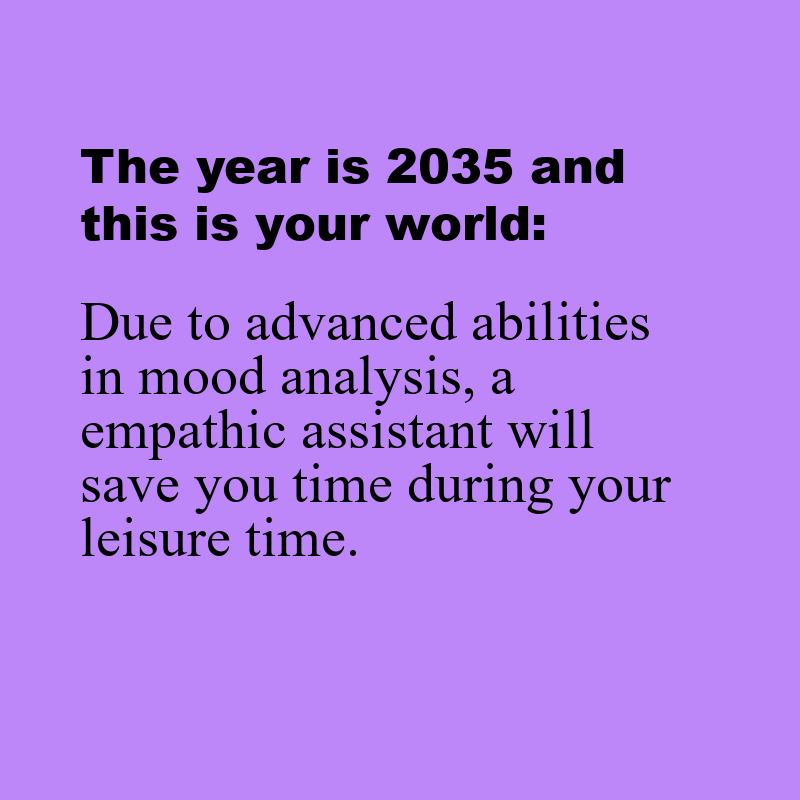 The year is 2035 and
this is your world:
Due to advanced abilities
in mood analysis, a
empathic assistant will
save you time during your
leisure time.